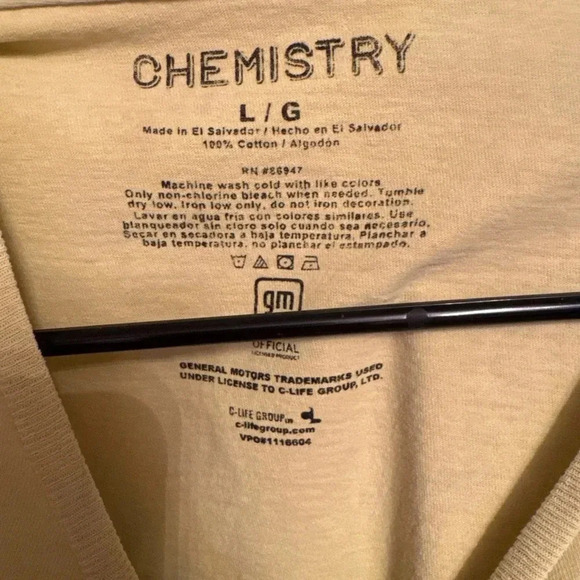 CHEMISTRY
L / G
Made in El Salvador / Hecho en El Salvador
100% Cotton / Algodón
RN #86947
Machine wash cold with like colors
Only non-chlorine bleach when needed. Tumble
dry low. Iron low only, do not iron decoration.
Lavar en agua fria con colores similares. Use
blanqueador sin cloro solo cuando sea necesario.
Secar en secadora a baja temperatura. Planchar a
baja temperatura, no planchar el estampado.
gm
OFFICIAL
LICENSED PRODUCT
GENERAL MOTORS TRADEMARKS USED
UNDER LICENSE TO C-LIFE GROUP, LTD.
C-LIFE GROUP LTD CL
c-lifegroup.com
VPO#1116604